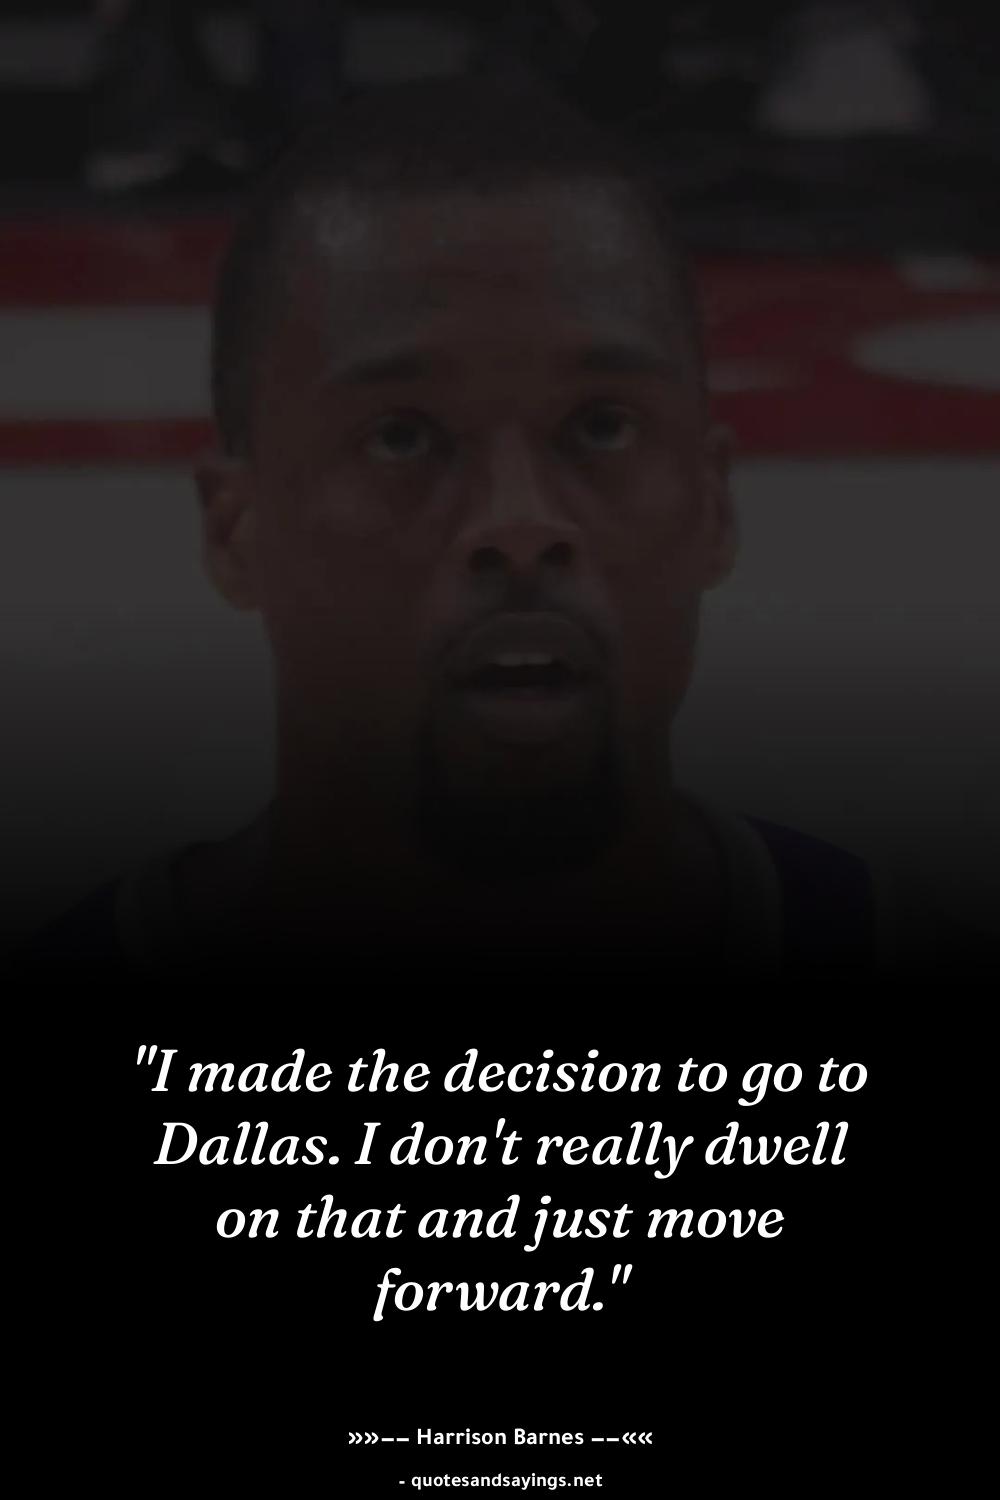 "I made the decision to go to
Dallas. I don't really dwell
on that and just move
forward."
»»–– Harrison Barnes ––««
- quotesandsayings.net